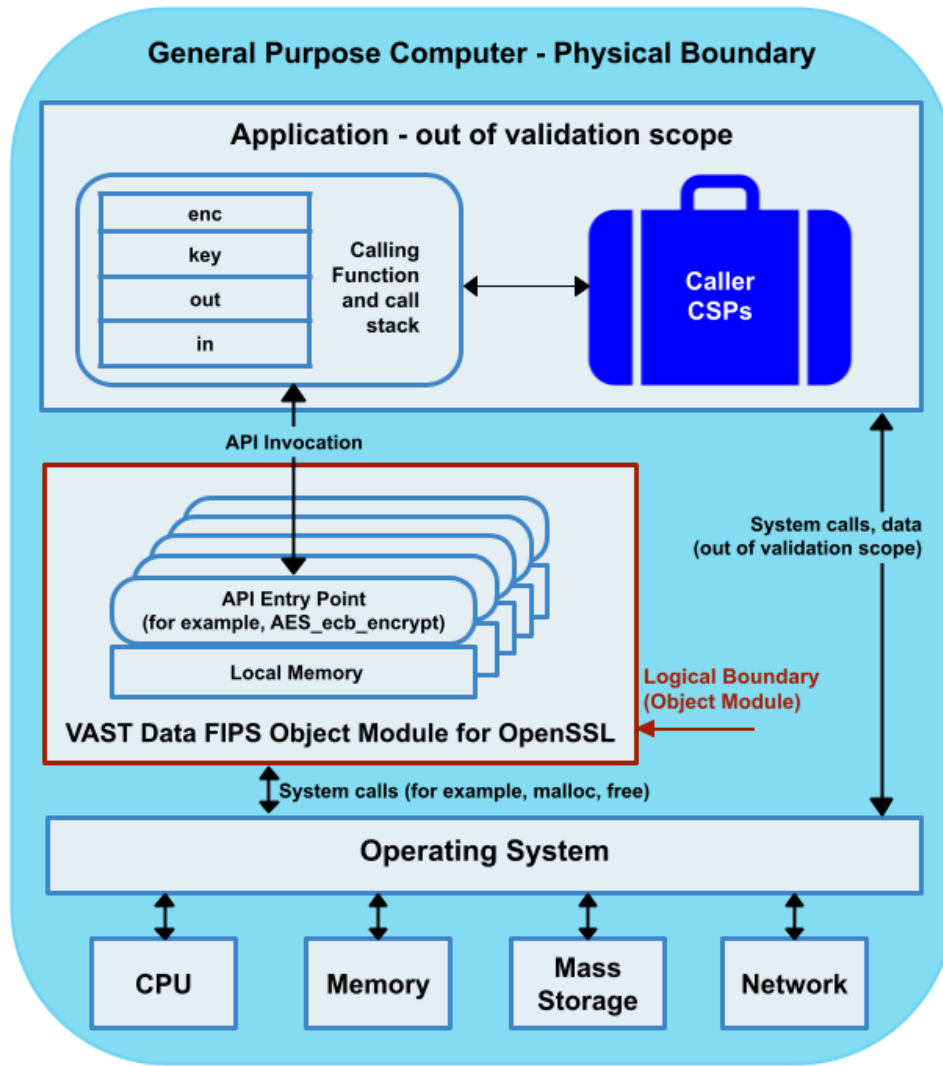 General Purpose Computer - Physical Boundary
Application - out of validation scope
enc
key
out
in
Calling
Function
and call
stack
Caller
CSPs
API Invocation
System calls, data
(out of validation scope)
API Entry Point
(for example, AES_ecb_encrypt)
Local Memory
VAST Data FIPS Object Module for OpenSSL
Logical Boundary
(Object Module)
System calls (for example, malloc, free)
Operating System
CPU
Memory
Mass
Storage
Network